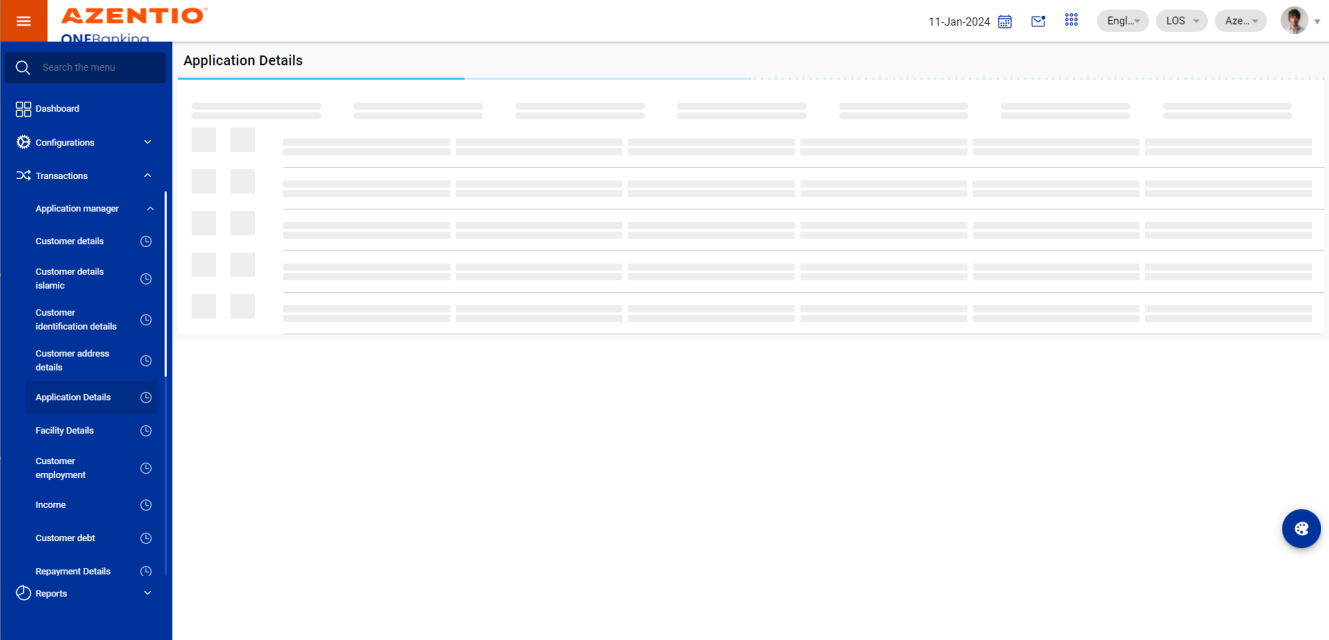 AZENTIO™
ONEBanking
11-Jan-2024
Engl...
LOS
Aze...
Search the menu
Application Details
Dashboard
Configurations
Transactions
Application manager
Customer details
Customer details
islamic
Customer
identification details
Customer address
details
Application Details
Facility Details
Customer
employment
Income
Customer debt
Repayment Details
Reports